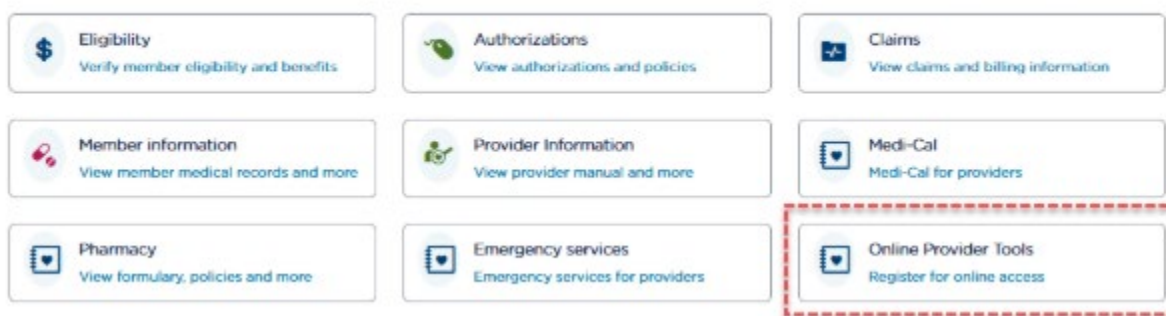 Eligibility
Verify member eligibility and benefits
Authorizations
View authorizations and policies
Claims
View claims and billing information
Member information
View member medical records and more
Provider Information
View provider manual and more
Medi-Cal
Medi-Cal for providers
Pharmacy
View formulary, policies and more
Emergency services
Emergency services for providers
Online Provider Tools
Register for online access